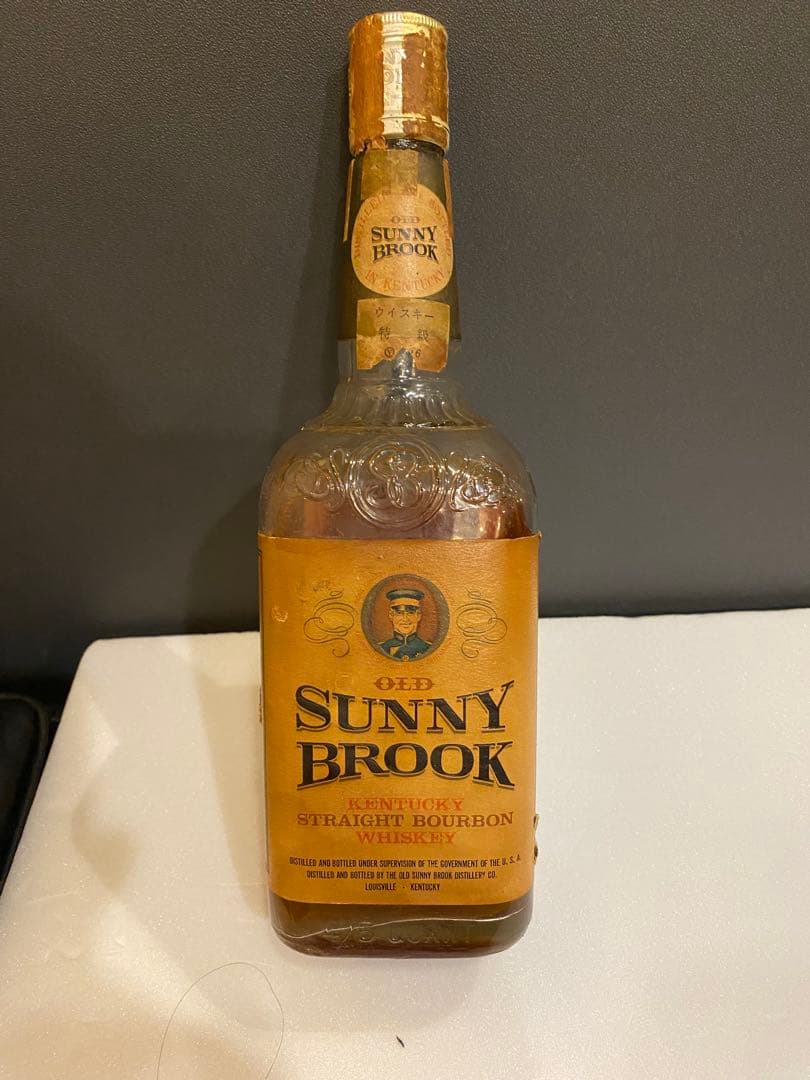 OLD
SUNNY
BROOK
IN KENTUCKY
ウイスキー
特 級
OLD
SUNNY
BROOK
KENTUCKY
STRAIGHT BOURBON
WHISKEY
DISTILLED AND BOTTLED UNDER SUPERVISION OF THE GOVERNMENT OF THE U. S. A.
DISTILLED AND BOTTLED BY THE OLD SUNNY BROOK DISTILLERY CO.
LOUISVILLE · KENTUCKY